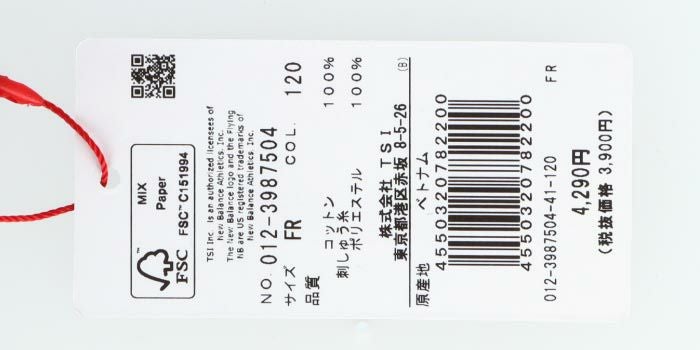 FSC
MIX
Paper
FSC™ C151994
TSI Inc. is an authorized licensees of
New Balance Athletics, Inc.
The New Balance logo and the Flying
NB are US registered trademarks of
New Balance Athletics, Inc.
NO. 012-3987504
サイズ FR COL. 120
品質
コットン 100%
刺しゅう糸
ポリエステル 100%
株式会社 TSI
東京都港区赤坂 8-5-26
(B)
原産地 ベトナム
4550320782200
4550320782200
012-3987504-41-120 FR
4,290円
(税抜価格 3,900円)